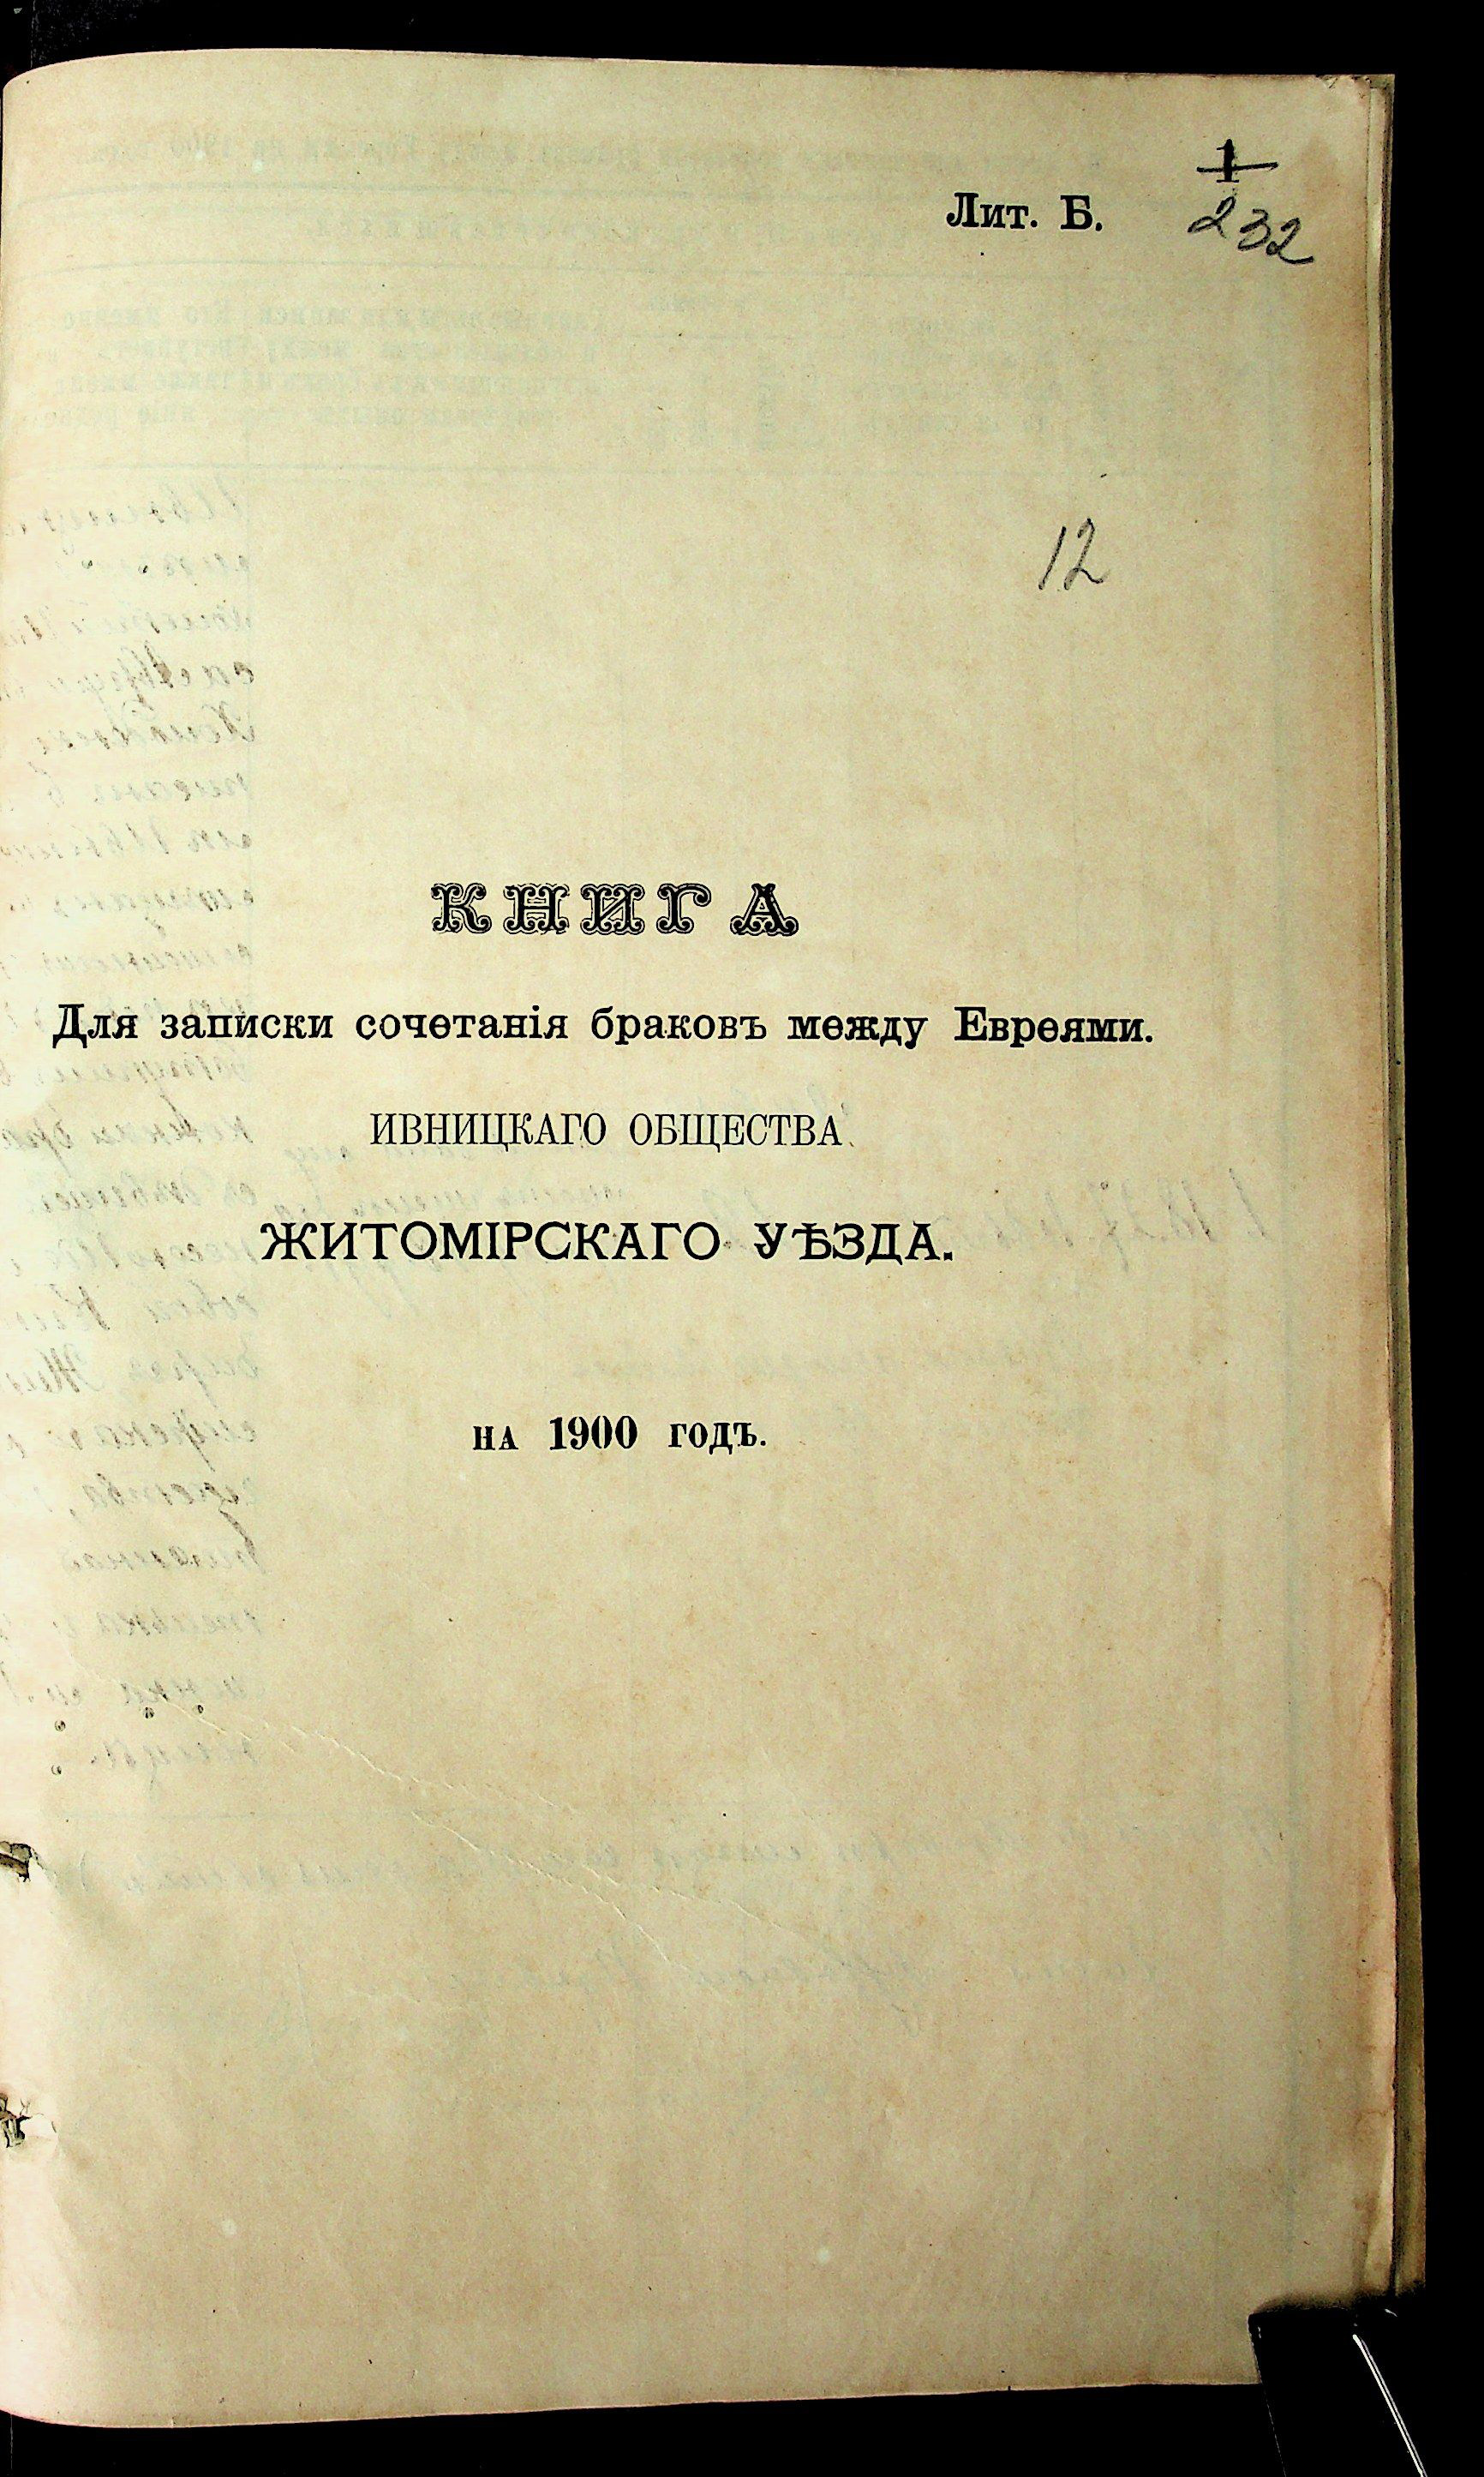 1
Лит. Б.
232
12
КНИГА
Для записки сочетанія браковъ между Евреями.
ИВНИЦКАГО ОБЩЕСТВА
ЖИТОМІРСКАГО УѢЗДА.
на 1900 годъ.